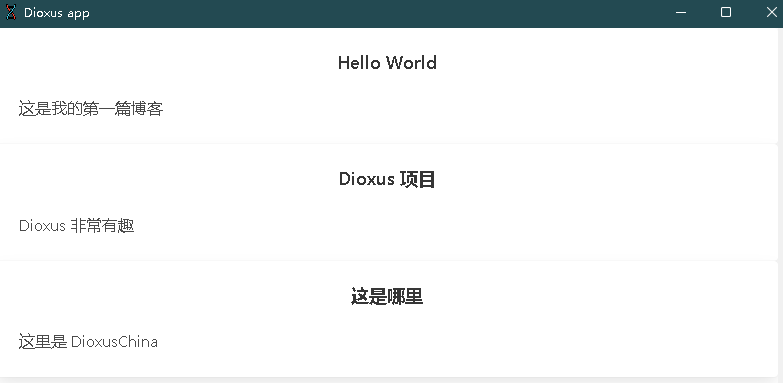 Dioxus app
Hello World
这是我的第一篇博客
Dioxus 项目
Dioxus 非常有趣
这是哪里
这里是 DioxusChina